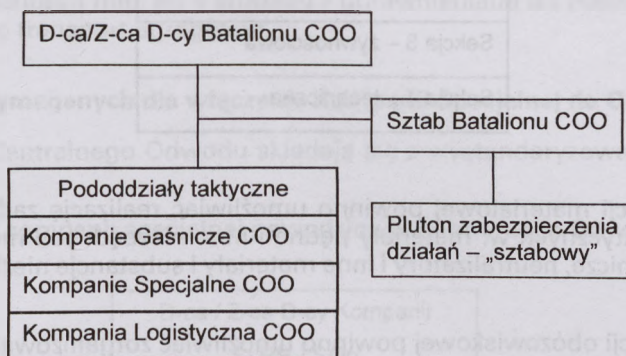 D-ca/Z-ca D-cy Batalionu COO
Sztab Batalionu COO
Pododdziały taktyczne
Kompanie Gaśnicze COO
Kompanie Specjalne COO
Kompania Logistyczna COO
Pluton zabezpieczenia
działań – „sztabowy”